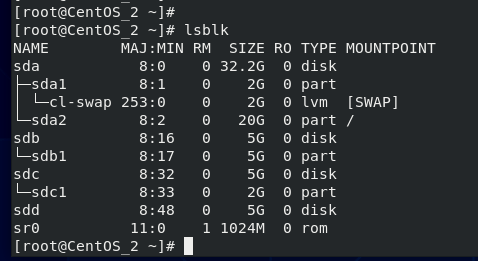 [root@CentOS_2 ~]#
[root@CentOS_2 ~]# lsblk
NAME        MAJ:MIN RM  SIZE RO TYPE MOUNTPOINT
sda           8:0    0 32.2G  0 disk
├─sda1        8:1    0    2G  0 part
│ └─cl-swap 253:0    0    2G  0 lvm  [SWAP]
└─sda2        8:2    0   20G  0 part /
sdb           8:16   0    5G  0 disk
└─sdb1        8:17   0    5G  0 part
sdc           8:32   0    5G  0 disk
└─sdc1        8:33   0    2G  0 part
sdd           8:48   0    5G  0 disk
sr0          11:0    1 1024M  0 rom
[root@CentOS_2 ~]#